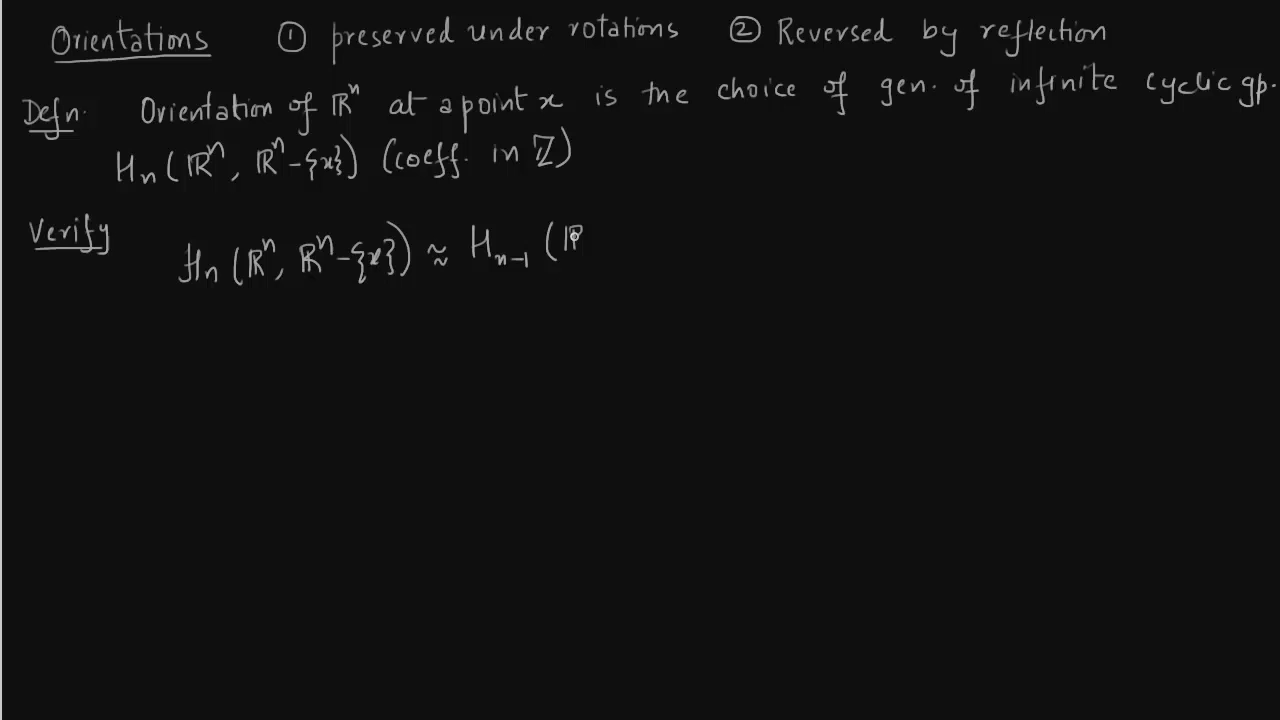 Orientations ① preserved under rotations ② Reversed by reflection
Defn. Orientation of ℝⁿ at a point x is the choice of gen. of infinite cyclic gp.
Hₙ(ℝⁿ, ℝⁿ-{x}) (coeff. in ℤ)
Verify Hₙ(ℝⁿ, ℝⁿ-{x}) ≈ Hₙ₋₁(